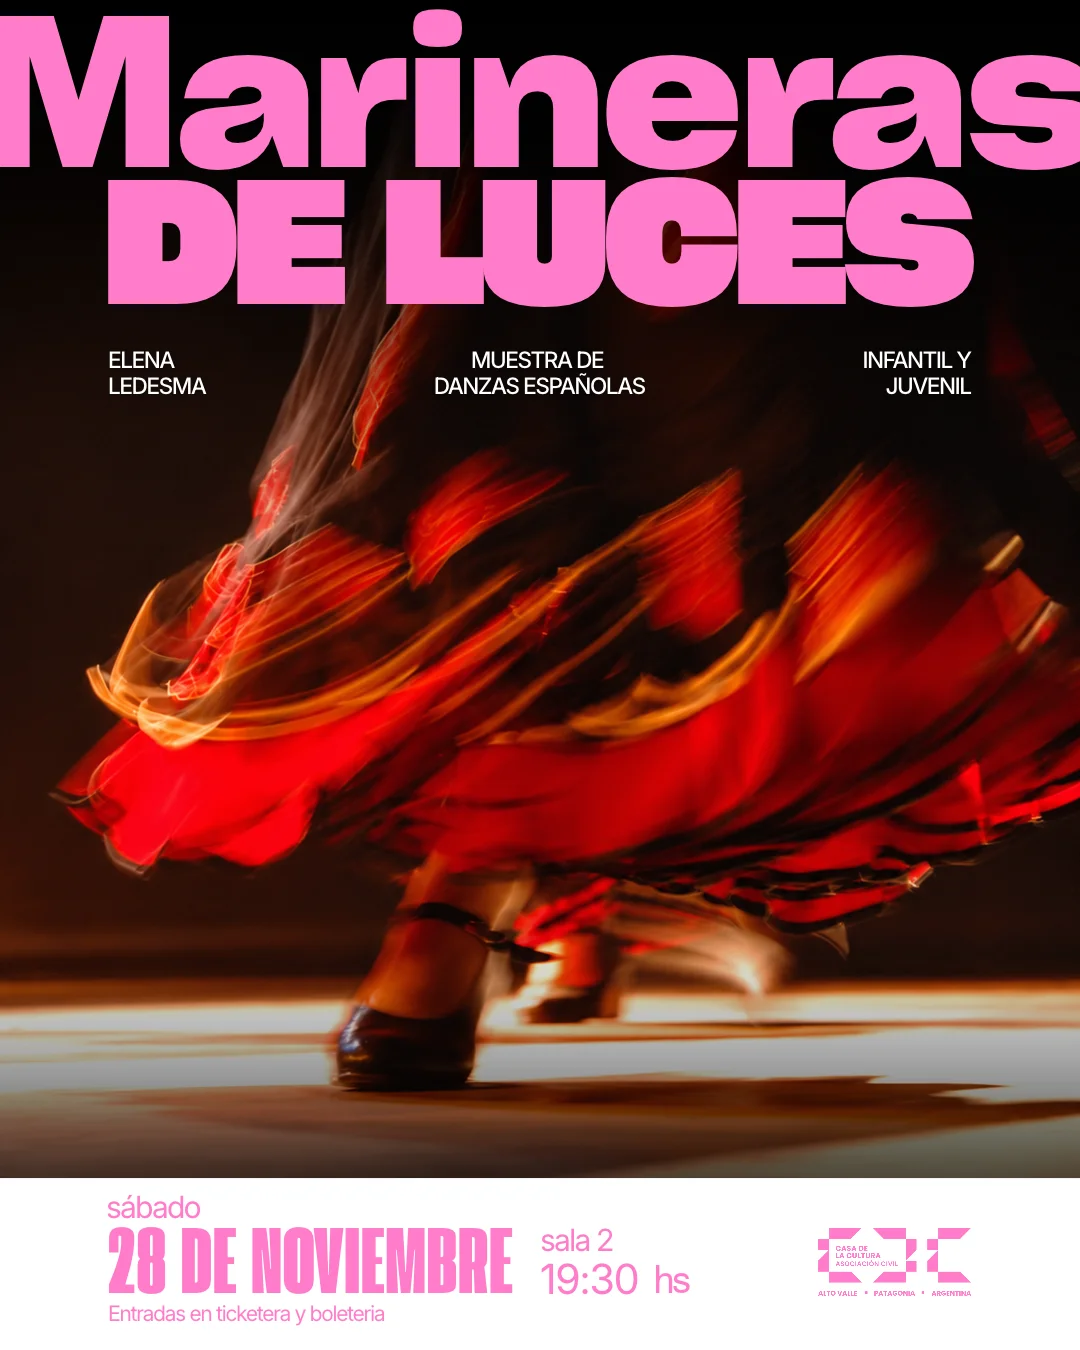 Marineras
DE LUCES
ELENA
LEDESMA
MUESTRA DE
DANZAS ESPAÑOLAS
INFANTIL Y
JUVENIL
sábado
28 DE NOVIEMBRE
Entradas en ticketera y boleteria
sala 2
19:30 hs
CASA DE
LA CULTURA
ASOCIACIÓN CIVIL
ALTO VALLE • PATAGONIA • ARGENTINA